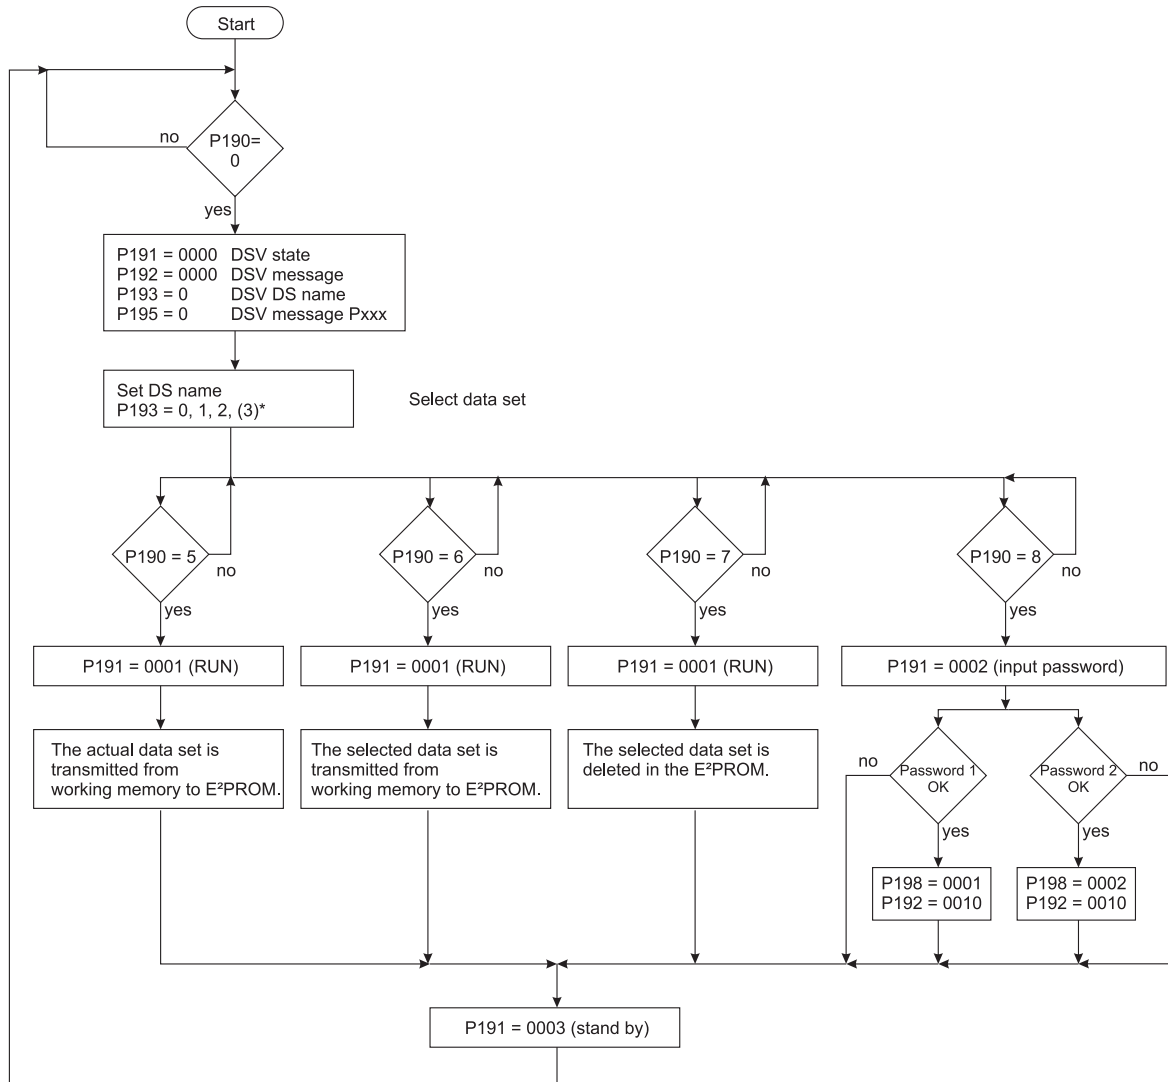 Start
no
P190=
0
yes
P191 = 0000 DSV state
P192 = 0000 DSV message
P193 = 0 DSV DS name
P195 = 0 DSV message Pxxx
Set DS name
P193 = 0, 1, 2, (3)*
Select data set
P190 = 5
no
yes
P190 = 6
no
yes
P190 = 7
no
yes
P190 = 8
no
yes
P191 = 0001 (RUN)
P191 = 0001 (RUN)
P191 = 0001 (RUN)
P191 = 0002 (input password)
The actual data set is
transmitted from
working memory to E²PROM.
The selected data set is
transmitted from
working memory to E²PROM.
The selected data set is
deleted in the E²PROM.
no
Password 1
OK
yes
Password 2
OK
no
yes
P198 = 0001
P192 = 0010
P198 = 0002
P192 = 0010
P191 = 0003 (stand by)